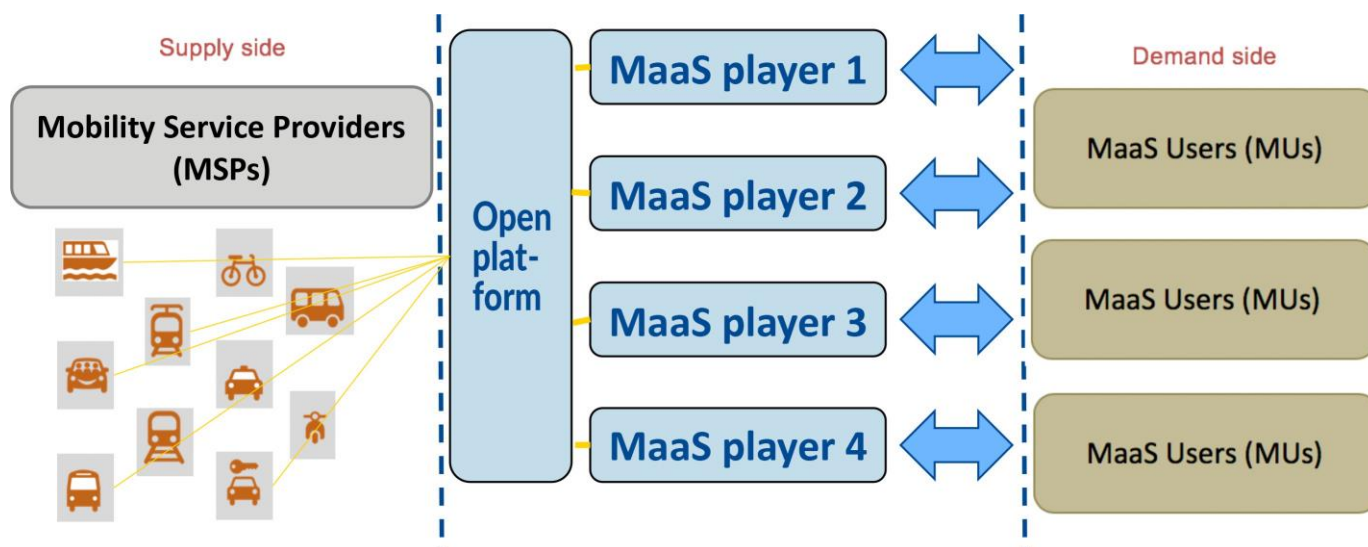 Supply side
Mobility Service Providers
(MSPs)
Open
plat-
form
MaaS player 1
MaaS player 2
MaaS player 3
MaaS player 4
Demand side
MaaS Users (MUs)
MaaS Users (MUs)
MaaS Users (MUs)